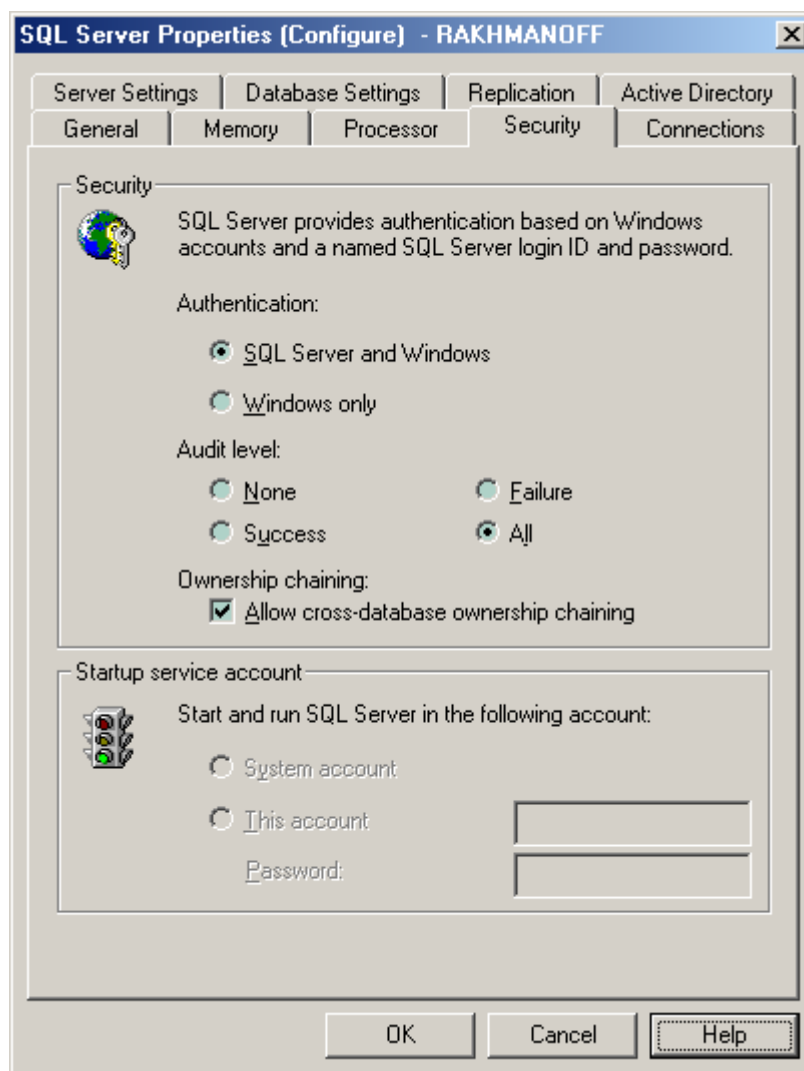 SQL Server Properties (Configure) - RAKHMANOFF
Server Settings
Database Settings
Replication
Active Directory
General
Memory
Processor
Security
Connections
Security
SQL Server provides authentication based on Windows
accounts and a named SQL Server login ID and password.
Authentication:
SQL Server and Windows
Windows only
Audit level:
None
Failure
Success
All
Ownership chaining:
Allow cross-database ownership chaining
Startup service account
Start and run SQL Server in the following account:
System account
This account
Password:
OK
Cancel
Help